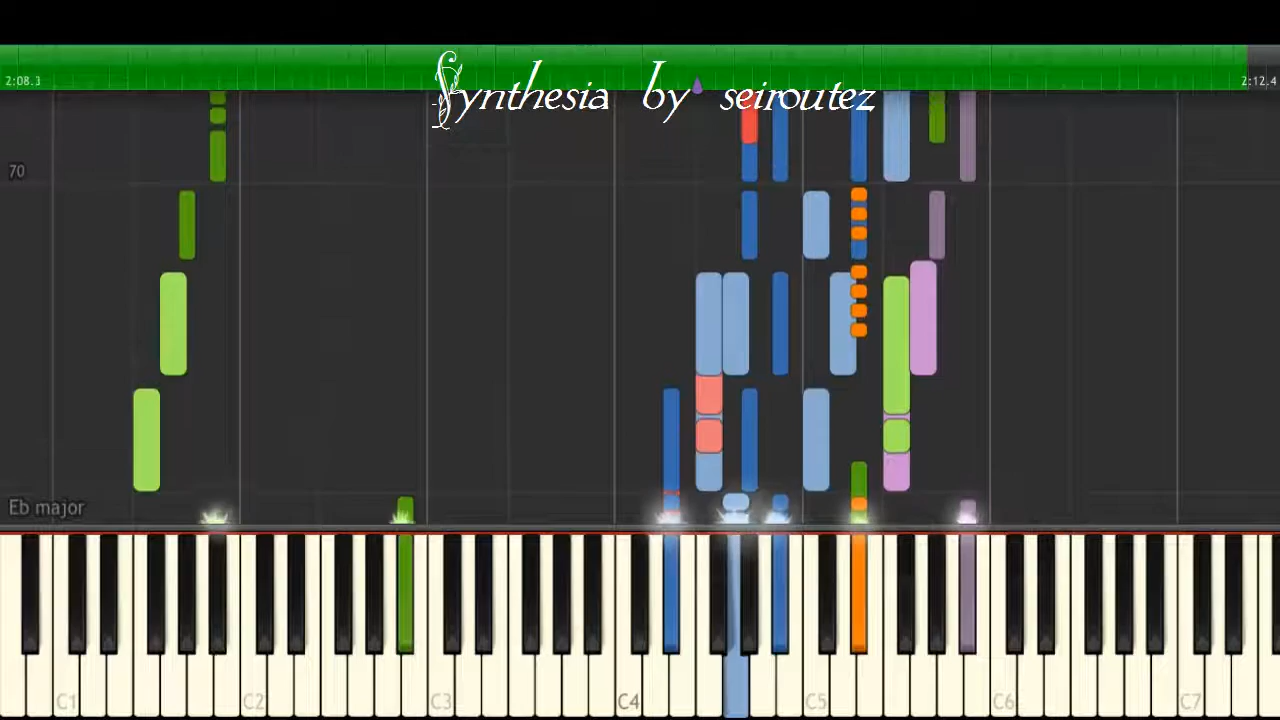 Synthesia by seiroutez
2:08.3
2:12.4
70
Eb major
C1 C2 C3 C4 C5 C6 C7